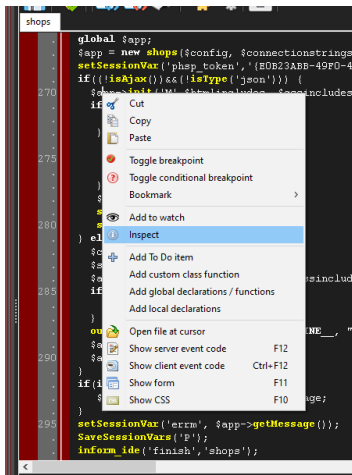 shops
global $app;
$app = new shops($config, $connectionstrings
setSessionVar('phsp_token','{E0B23ABB-49F0-4
if((!isAjax())&&(!isType('json'))) {
270
if
Cut
Copy
Paste
275
Toggle breakpoint
Toggle conditional breakpoint
Bookmark
Add to watch
280
Inspect
} el
Add To Do item
Add custom class function
285
if
Add global declarations / functions
Add local declarations
}
ou
Open file at cursor
INE__, "
Show server event code F12
290
Show client event code Ctrl+F12
}
Show form F11
if(i
Show CSS F10
age;
}
295
setSessionVar('errm', $app->getMessage());
SaveSessionVars('P');
inform_ide('finish','shops');